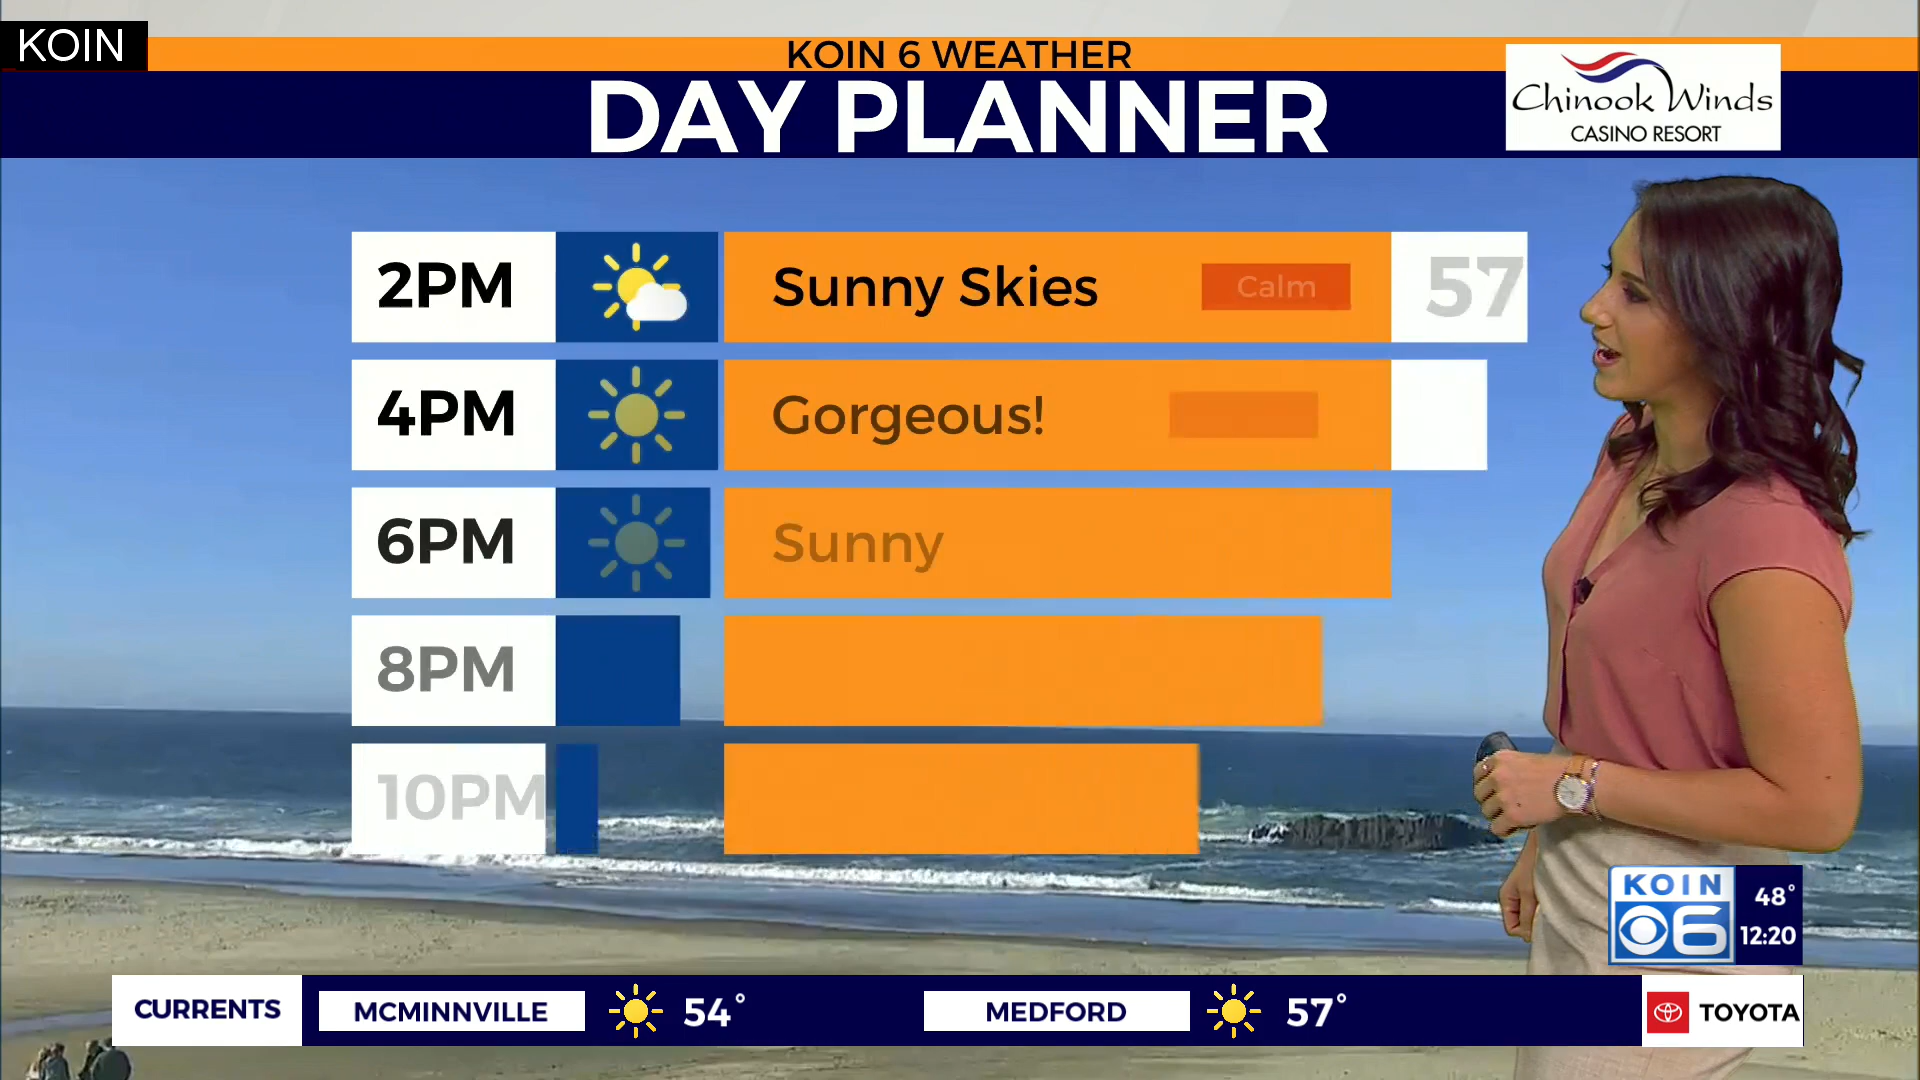 KOIN
KOIN 6 WEATHER
DAY PLANNER
Chinook Winds
CASINO RESORT
2PM Sunny Skies Calm 57
4PM Gorgeous!
6PM Sunny
8PM
10PM
KOIN
6
48°
12:20
CURRENTS MCMINNVILLE 54° MEDFORD 57° TOYOTA